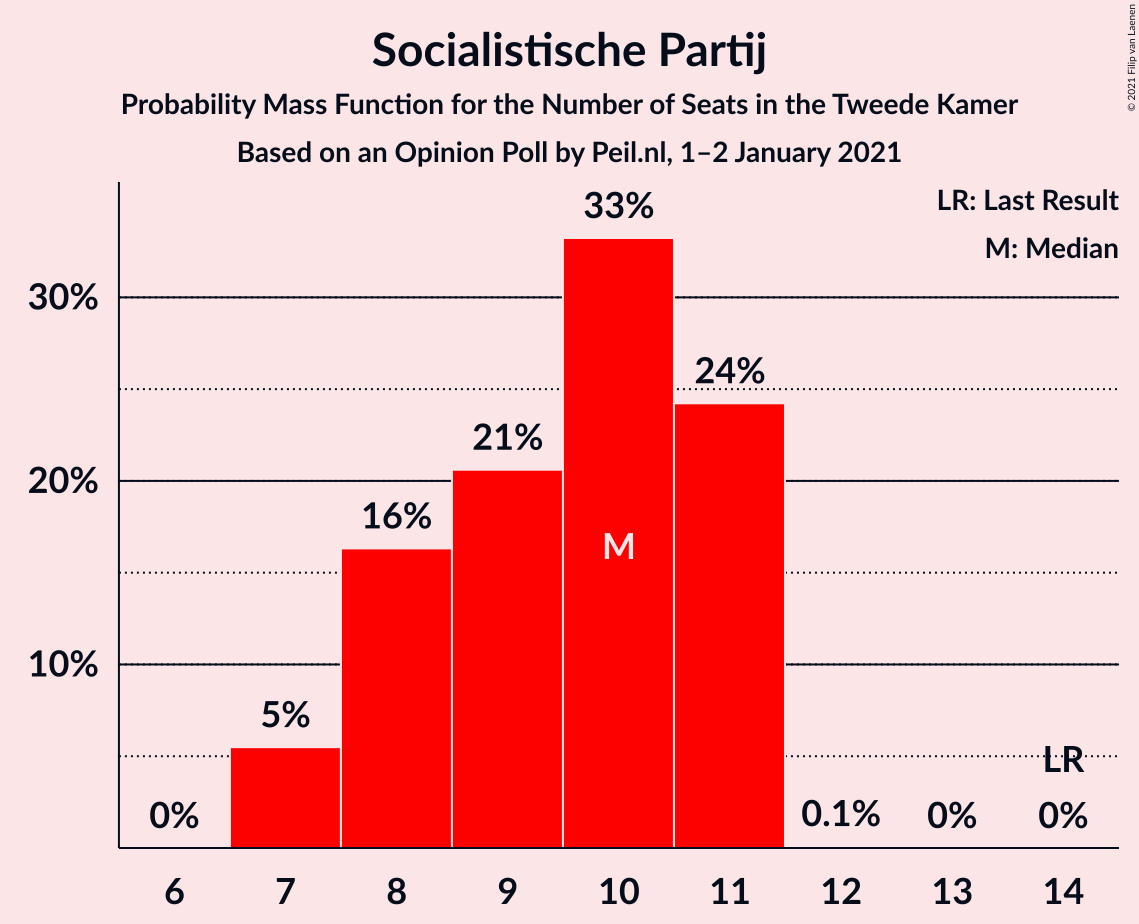 Socialistische Partij
Probability Mass Function for the Number of Seats in the Tweede Kamer
Based on an Opinion Poll by Peil.nl, 1–2 January 2021
© 2021 Filip van Laenen
LR: Last Result
M: Median
30%
20%
10%
0%
5%
16%
21%
33%
M
24%
0.1%
0%
LR
0%
6 7 8 9 10 11 12 13 14